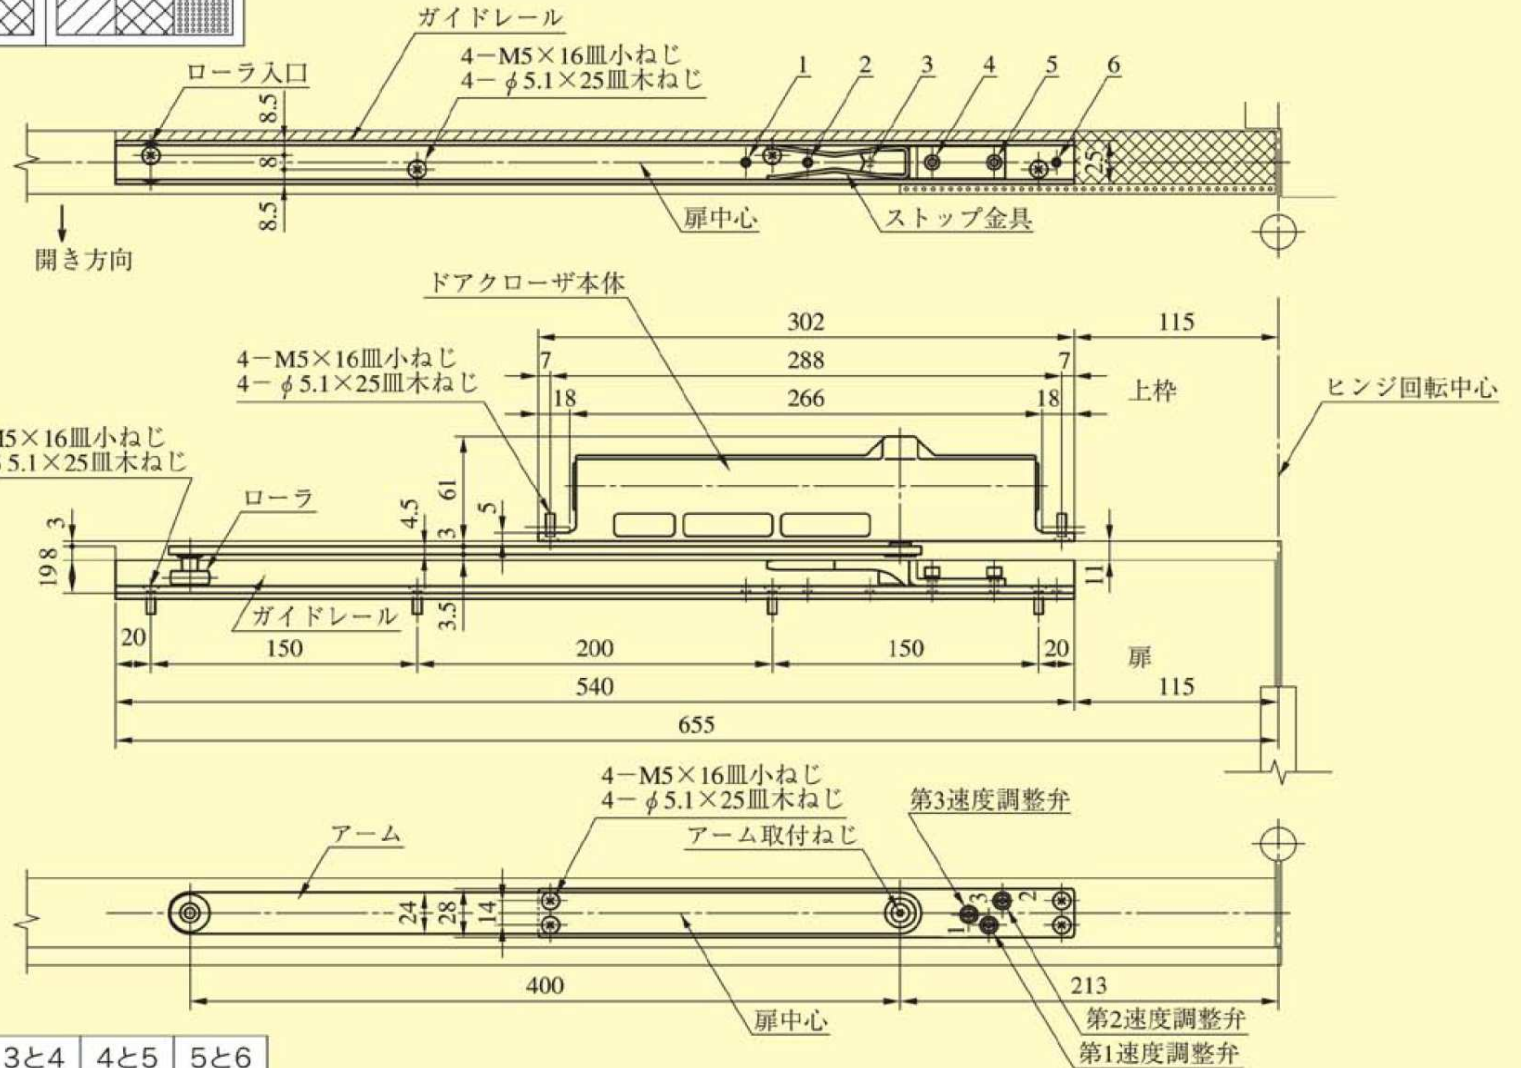 ガイドレール
4－M5×16皿小ねじ
4－φ5.1×25皿木ねじ
ローラ入口
1
2
3
4
5
6
8.5
8
8.5
25
扉中心
ストップ金具
開き方向
ドアクローザ本体
302
115
4－M5×16皿小ねじ
4－φ5.1×25皿木ねじ
7
288
7
18
266
18
上枠
ヒンジ回転中心
M5×16皿小ねじ
5.1×25皿木ねじ
ローラ
61
4.5
3
5
3
8
19
11
3.5
ガイドレール
20
150
200
150
20
扉
540
115
655
4－M5×16皿小ねじ
4－φ5.1×25皿木ねじ
第3速度調整弁
アーム
アーム取付ねじ
24
28
14
1
3
2
400
213
扉中心
第2速度調整弁
第1速度調整弁
3と4
4と5
5と6